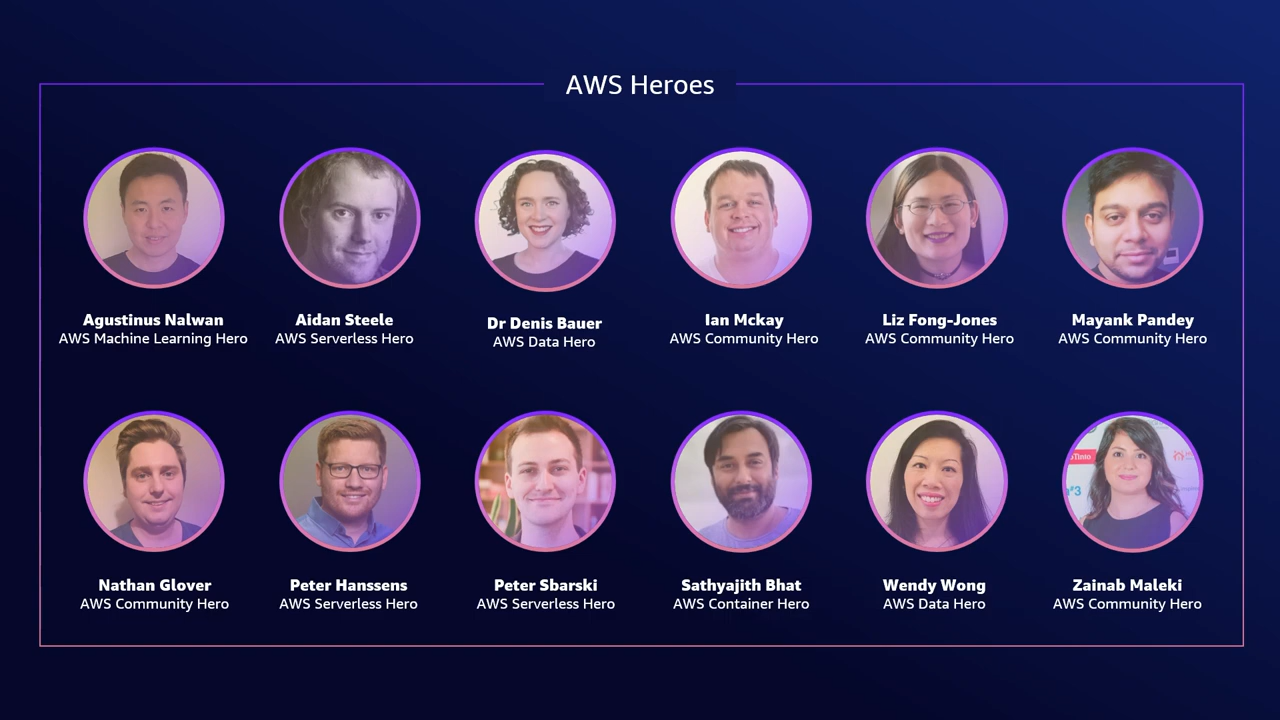 AWS Heroes
Agustinus Nalwan
AWS Machine Learning Hero
Aidan Steele
AWS Serverless Hero
Dr Denis Bauer
AWS Data Hero
Ian Mckay
AWS Community Hero
Liz Fong-Jones
AWS Community Hero
Mayank Pandey
AWS Community Hero
Nathan Glover
AWS Community Hero
Peter Hanssens
AWS Serverless Hero
Peter Sbarski
AWS Serverless Hero
Sathyajith Bhat
AWS Container Hero
Wendy Wong
AWS Data Hero
Zainab Maleki
AWS Community Hero